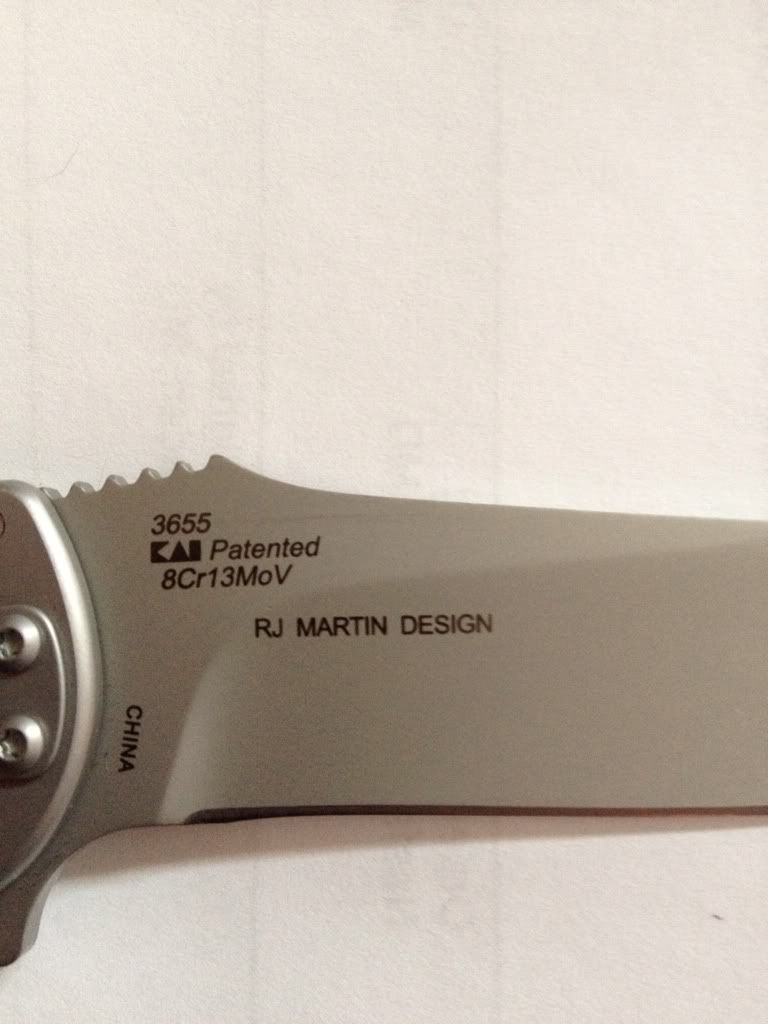 3655
KAI Patented
8Cr13MoV
RJ MARTIN DESIGN
CHINA